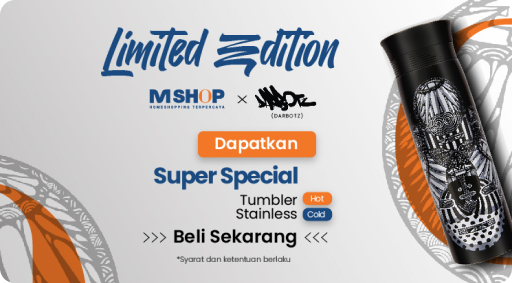 Limited Edition
MSHOP × DARBOTZ
HOMESHOPPING TERPERCAYA
(DARBOTZ)
Dapatkan
Super Special
Tumbler Hot
Stainless Cold
>>> Beli Sekarang <<<
*Syarat dan ketentuan berlaku